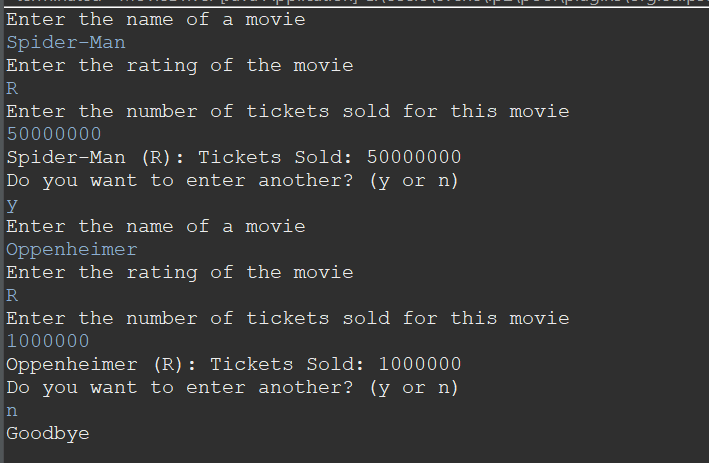 Enter the name of a movie
Spider-Man
Enter the rating of the movie
R
Enter the number of tickets sold for this movie
50000000
Spider-Man (R): Tickets Sold: 50000000
Do you want to enter another? (y or n)
y
Enter the name of a movie
Oppenheimer
Enter the rating of the movie
R
Enter the number of tickets sold for this movie
1000000
Oppenheimer (R): Tickets Sold: 1000000
Do you want to enter another? (y or n)
n
Goodbye